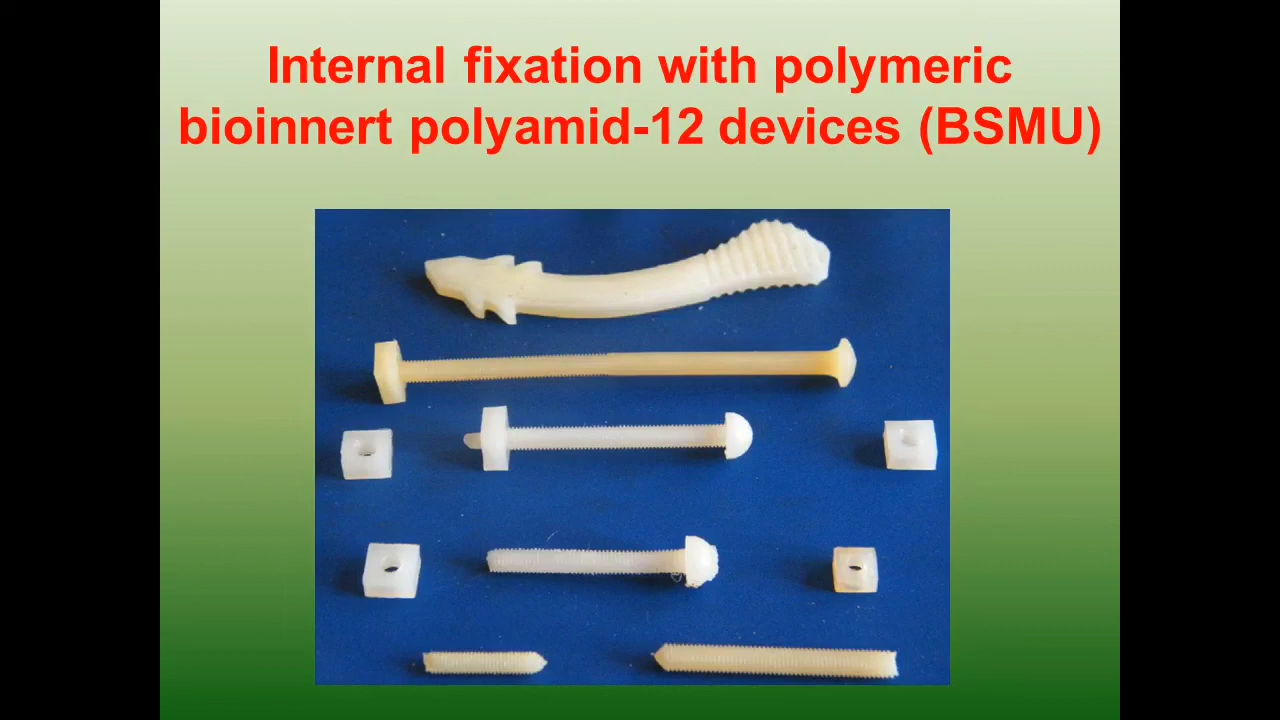 Internal fixation with polymeric
bioinnert polyamid-12 devices (BSMU)